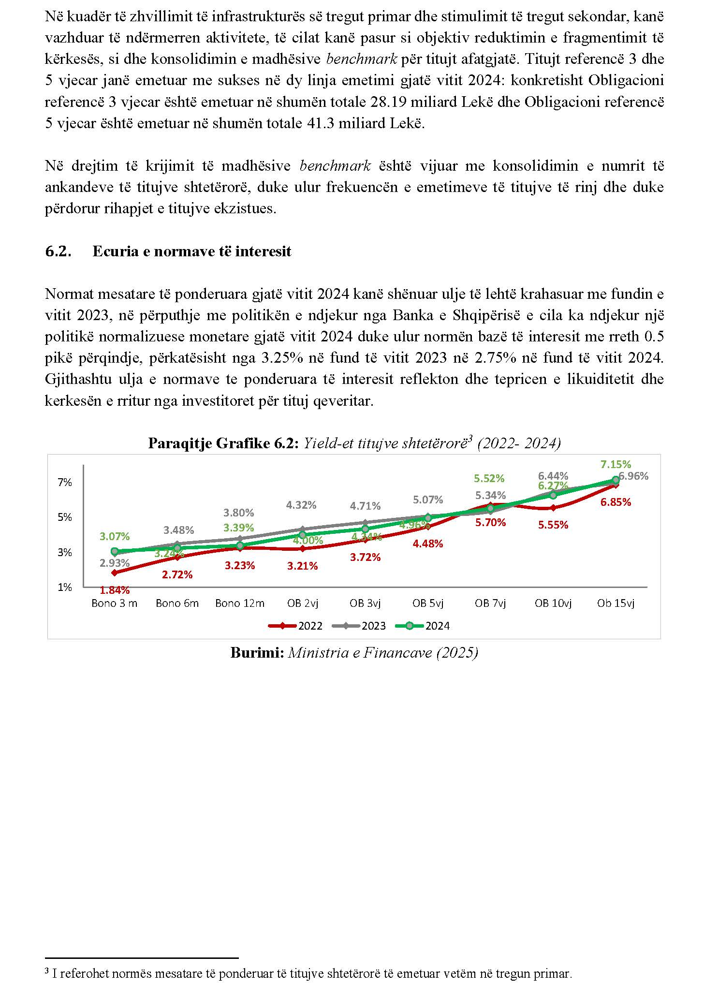 Në kuadër të zhvillimit të infrastrukturës së tregut primar dhe stimulimit të tregut sekondar, kanë
vazhduar të ndërmerren aktivitete, të cilat kanë pasur si objektiv reduktimin e fragmentimit të
kërkesës, si dhe konsolidimin e madhësive benchmark për titujt afatgjatë. Titujt referencë 3 dhe
5 vjecar janë emetuar me sukses në dy linja emetimi gjatë vitit 2024: konkretisht Obligacioni
referencë 3 vjecar është emetuar në shumën totale 28.19 miliard Lekë dhe Obligacioni referencë
5 vjecar është emetuar në shumën totale 41.3 miliard Lekë.
Në drejtim të krijimit të madhësive benchmark është vijuar me konsolidimin e numrit të
ankandeve të titujve shtetërorë, duke ulur frekuencën e emetimeve të titujve të rinj dhe duke
përdorur rihapjet e titujve ekzistues.
6.2. Ecuria e normave të interesit
Normat mesatare të ponderuara gjatë vitit 2024 kanë shënuar ulje të lehtë krahasuar me fundin e
vitit 2023, në përputhje me politikën e ndjekur nga Banka e Shqipërisë e cila ka ndjekur një
politikë normalizuese monetare gjatë vitit 2024 duke ulur normën bazë të interesit me rreth 0.5
pikë përqindje, përkatësisht nga 3.25% në fund të vitit 2023 në 2.75% në fund të vitit 2024.
Gjithashtu ulja e normave te ponderuara të interesit reflekton dhe tepricen e likuiditetit dhe
kerkesën e rritur nga investitoret për tituj qeveritar.
Paraqitje Grafike 6.2: Yield-et titujve shtetërorë³ (2022- 2024)
7%
5%
3%
1%
3.07% 3.24% 3.39% 4.00% 4.34% 4.96% 5.52% 6.27% 7.15%
2.93% 3.48% 3.80% 4.32% 4.71% 5.07% 5.34% 6.44% 6.96%
1.84% 2.72% 3.23% 3.21% 3.72% 4.48% 5.70% 5.55% 6.85%
Bono 3 m Bono 6m Bono 12m OB 2vj OB 3vj OB 5vj OB 7vj OB 10vj Ob 15vj
2022 2023 2024
Burimi: Ministria e Financave (2025)
³ I referohet normës mesatare të ponderuar të titujve shtetërorë të emetuar vetëm në tregun primar.